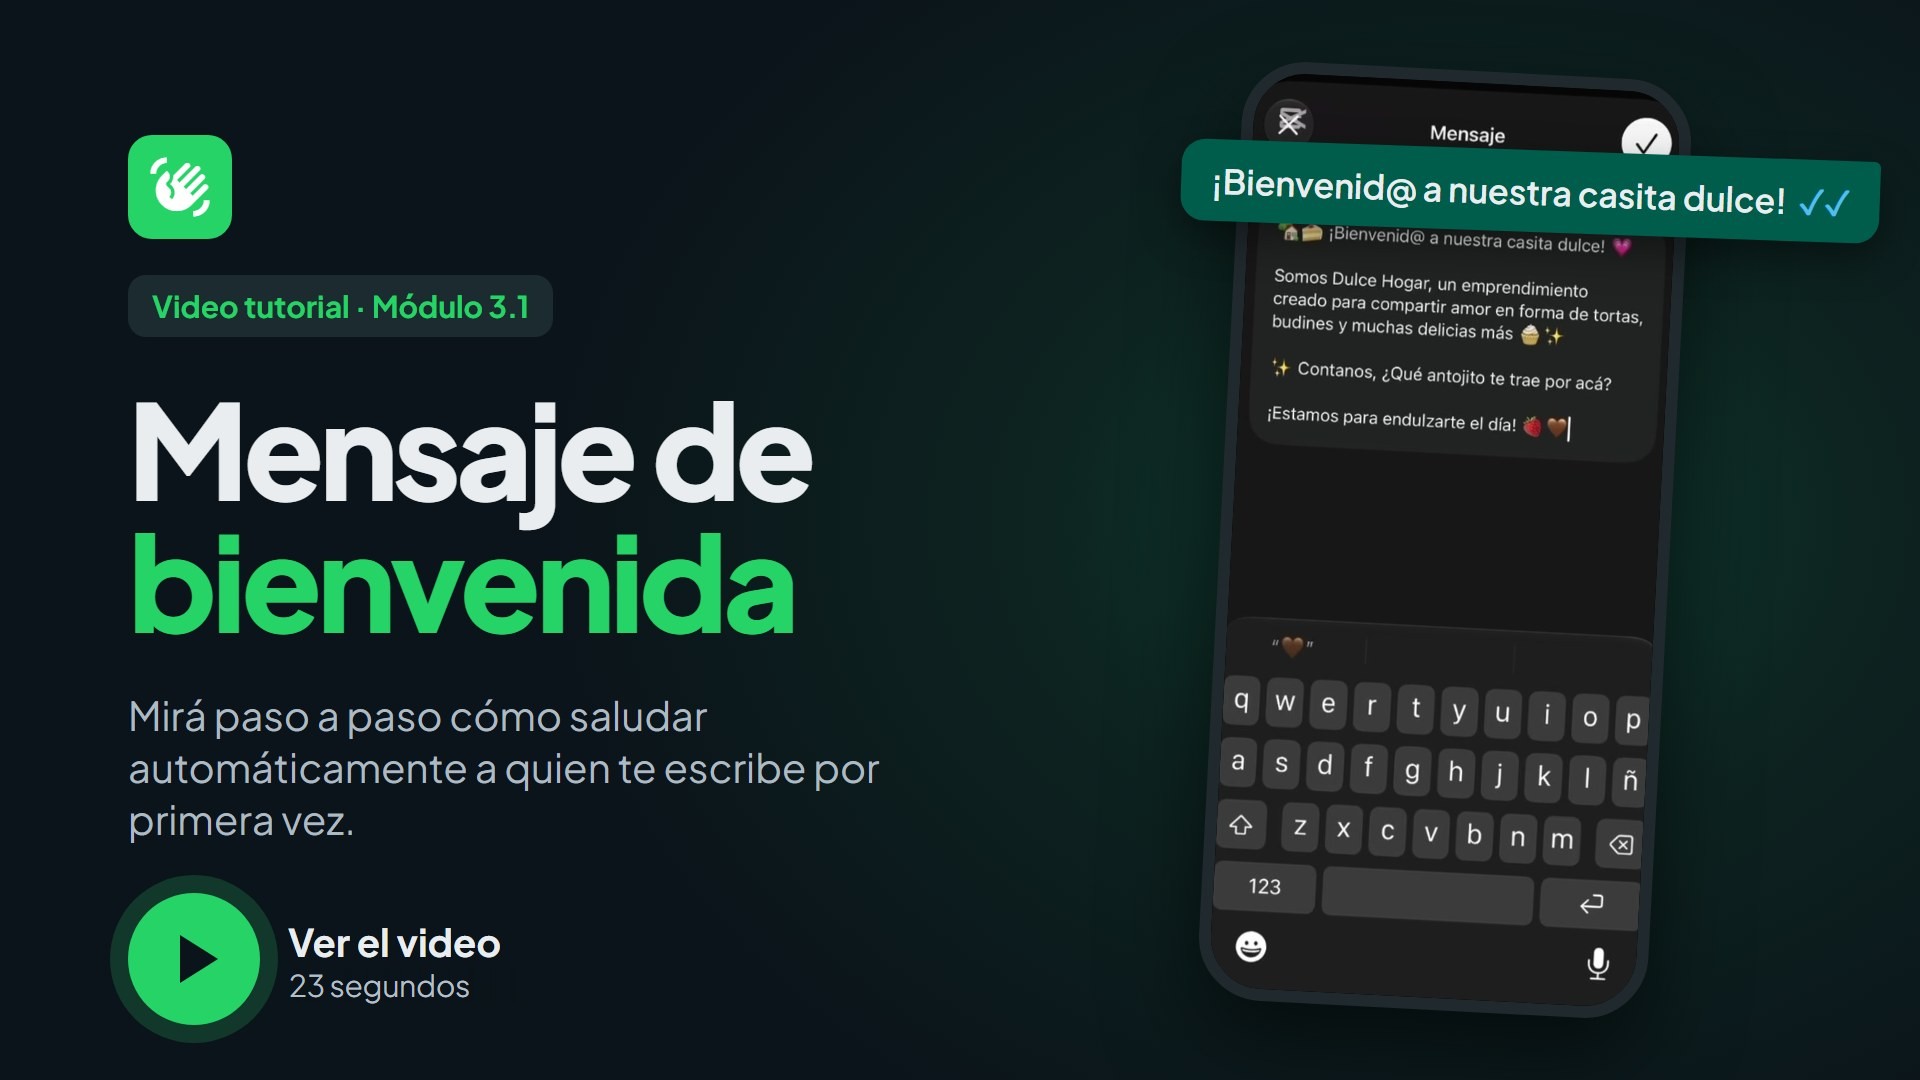 Video tutorial · Módulo 3.1
Mensaje de
bienvenida
Mirá paso a paso cómo saludar
automáticamente a quien te escribe por
primera vez.
Ver el video
23 segundos
Mensaje
¡Bienvenid@ a nuestra casita dulce! ✓✓
🏡🍰 ¡Bienvenid@ a nuestra casita dulce! 💗
Somos Dulce Hogar, un emprendimiento
creado para compartir amor en forma de tortas,
budines y muchas delicias más 🧁✨
✨ Contanos, ¿Qué antojito te trae por acá?
¡Estamos para endulzarte el día! 🍓🤎
“🤎”
q w e r t y u i o p
a s d f g h j k l ñ
z x c v b n m
123